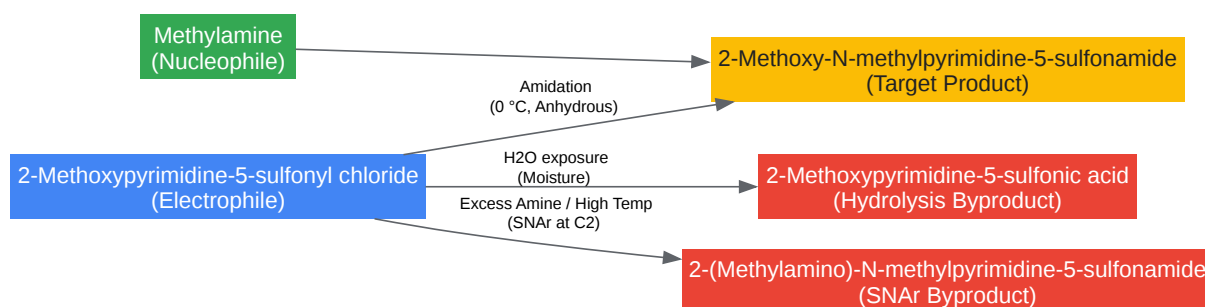 Methylamine
(Nucleophile)
2-Methoxy-N-methylpyrimidine-5-sulfonamide
(Target Product)
Amidation
(0 °C, Anhydrous)
2-Methoxypyrimidine-5-sulfonyl chloride
(Electrophile)
H2O exposure
(Moisture)
2-Methoxypyrimidine-5-sulfonic acid
(Hydrolysis Byproduct)
Excess Amine / High Temp
(SNAr at C2)
2-(Methylamino)-N-methylpyrimidine-5-sulfonamide
(SNAr Byproduct)